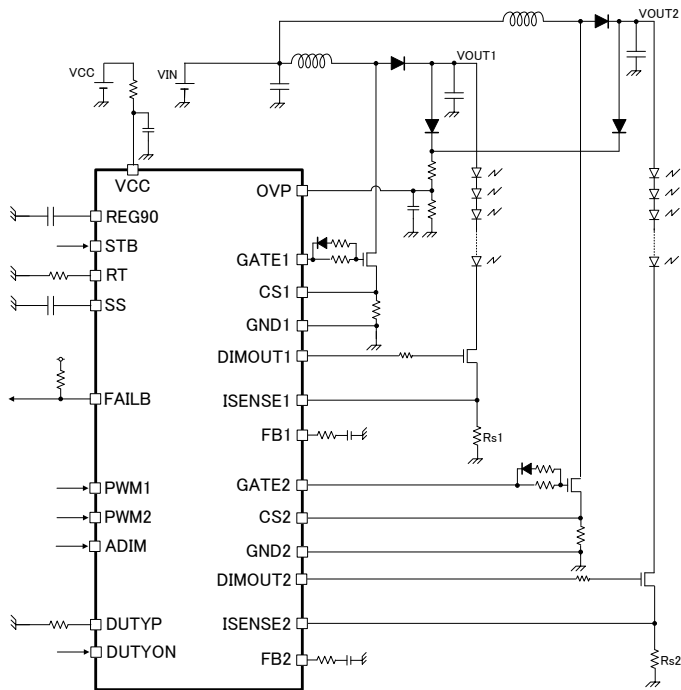 VOUT2
VOUT1
VCC
VIN
VCC
OVP
REG90
STB
RT
SS
FAILB
PWM1
PWM2
ADIM
DUTYP
DUTYON
GATE1
CS1
GND1
DIMOUT1
ISENSE1
FB1
Rs1
GATE2
CS2
GND2
DIMOUT2
ISENSE2
FB2
Rs2